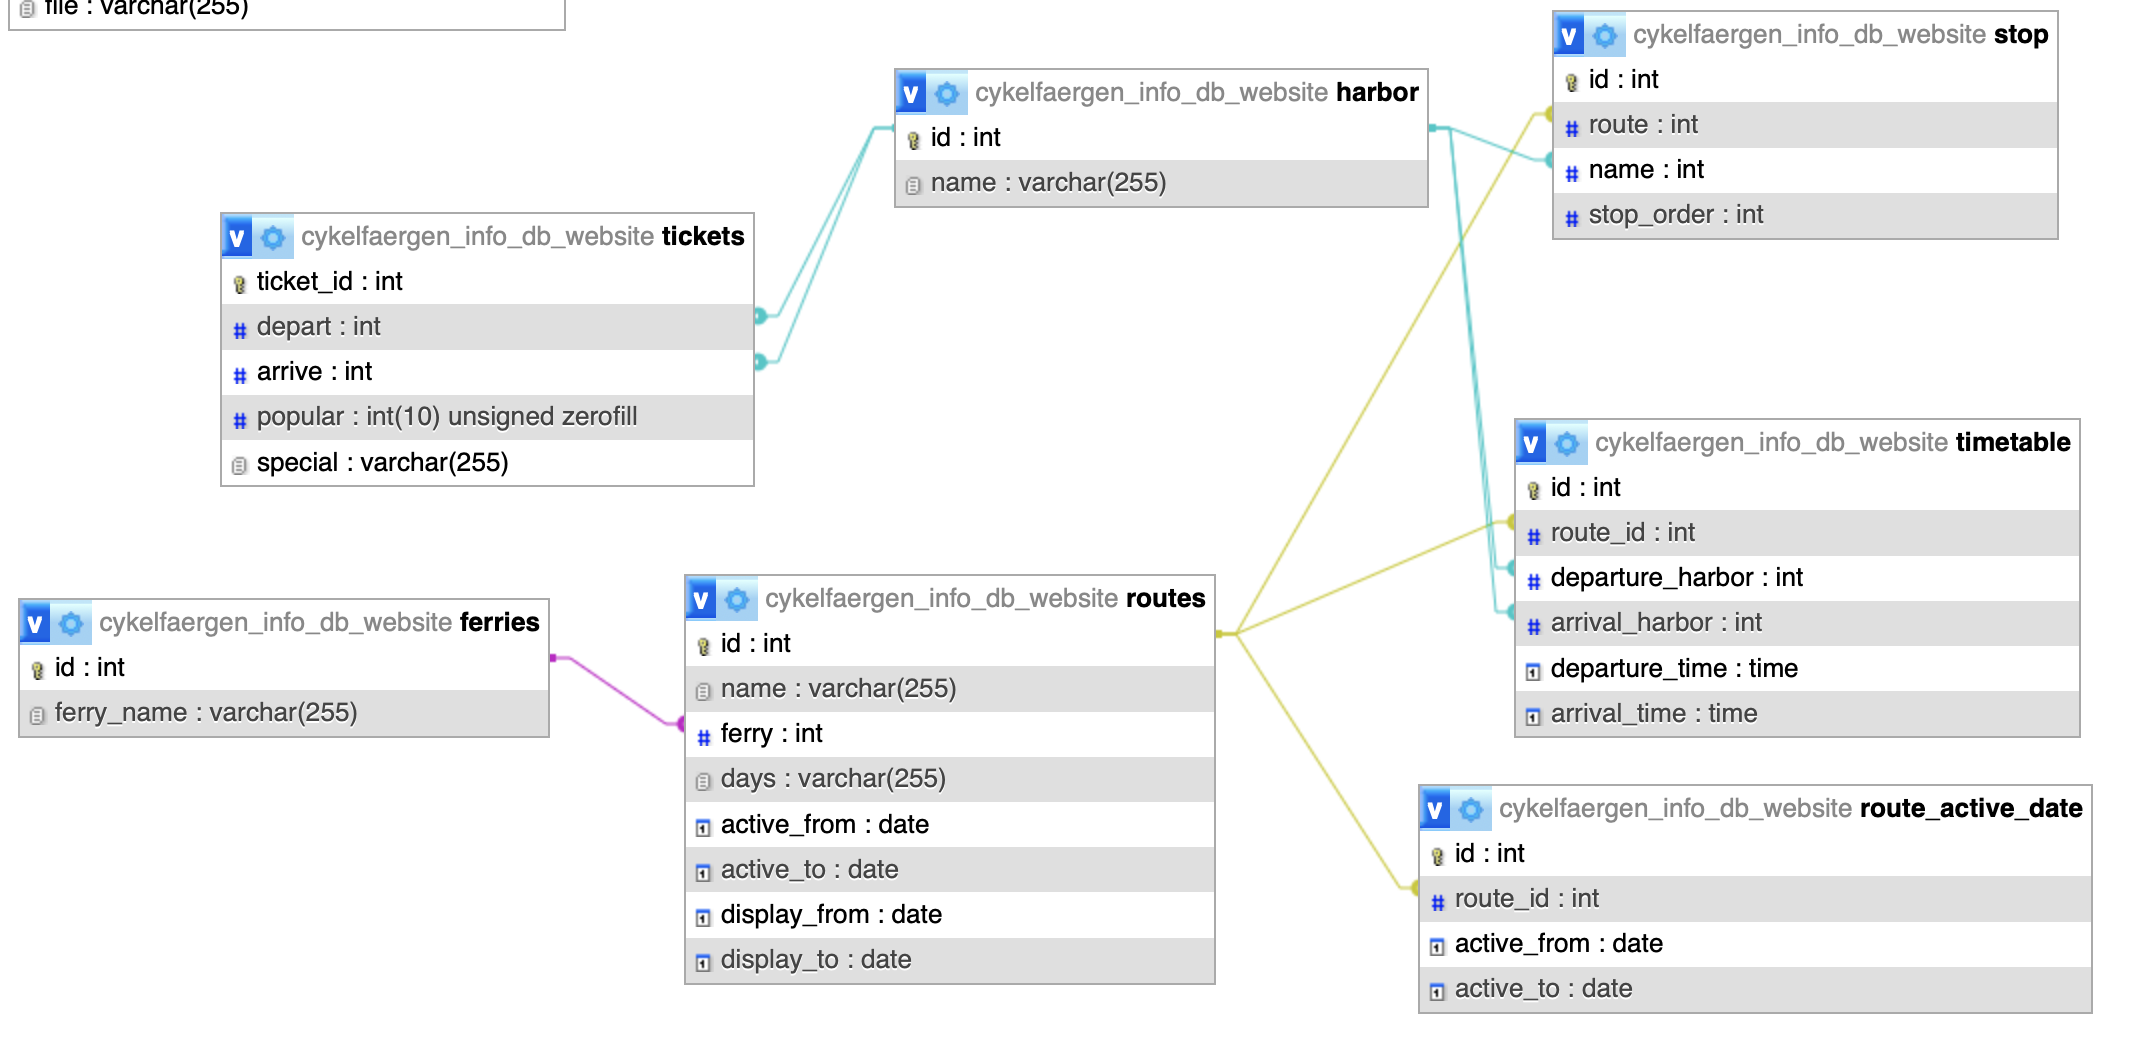 file : varchar(255)
v cykelfaergen_info_db_website stop
id : int
# route : int
# name : int
# stop_order : int
v cykelfaergen_info_db_website harbor
id : int
name : varchar(255)
v cykelfaergen_info_db_website tickets
ticket_id : int
# depart : int
# arrive : int
# popular : int(10) unsigned zerofill
special : varchar(255)
v cykelfaergen_info_db_website timetable
id : int
# route_id : int
# departure_harbor : int
# arrival_harbor : int
departure_time : time
arrival_time : time
v cykelfaergen_info_db_website ferries
id : int
ferry_name : varchar(255)
v cykelfaergen_info_db_website routes
id : int
name : varchar(255)
# ferry : int
days : varchar(255)
active_from : date
active_to : date
display_from : date
display_to : date
v cykelfaergen_info_db_website route_active_date
id : int
# route_id : int
active_from : date
active_to : date